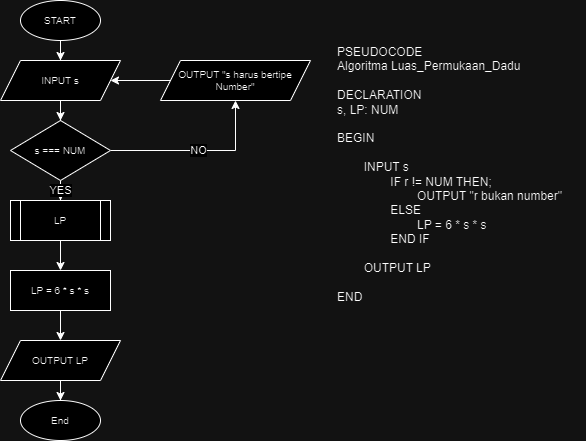 START
INPUT s
OUTPUT "s harus bertipe
Number"
s === NUM
NO
YES
LP
LP = 6 * s * s
OUTPUT LP
End
PSEUDOCODE
Algoritma Luas_Permukaan_Dadu
DECLARATION
s, LP: NUM
BEGIN
INPUT s
IF r != NUM THEN;
OUTPUT "r bukan number"
ELSE
LP = 6 * s * s
END IF
OUTPUT LP
END